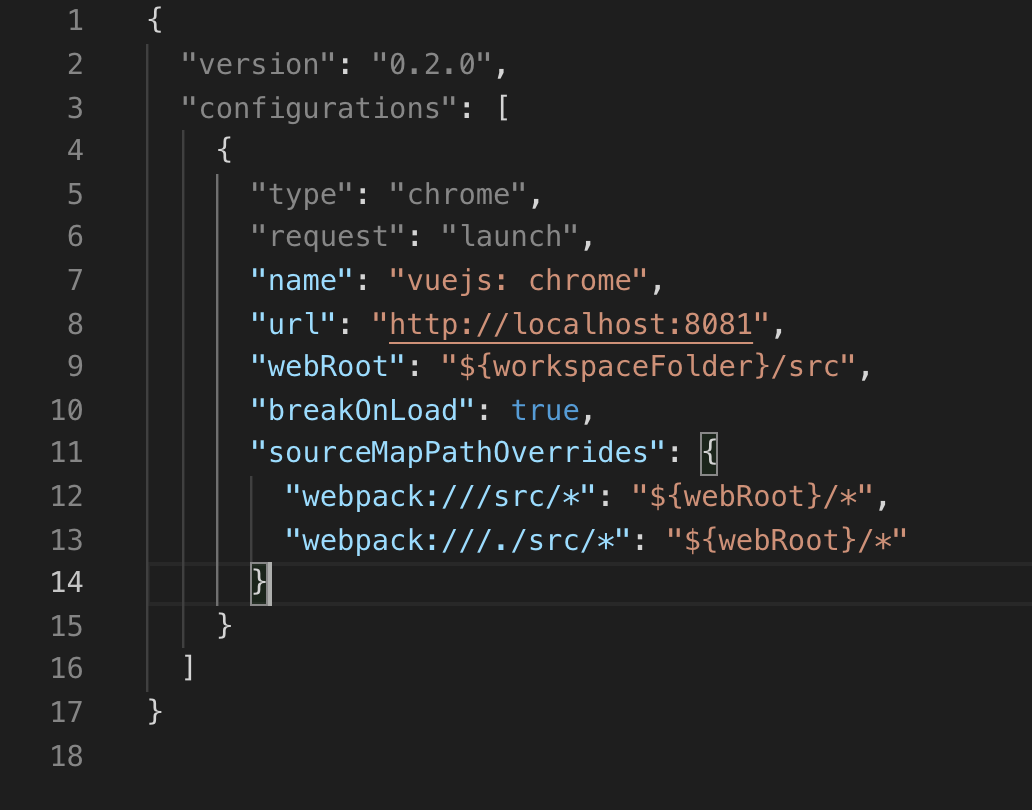 1 {
2   "version": "0.2.0",
3   "configurations": [
4     {
5       "type": "chrome",
6       "request": "launch",
7       "name": "vuejs: chrome",
8       "url": "http://localhost:8081",
9       "webRoot": "${workspaceFolder}/src",
10       "breakOnLoad": true,
11       "sourceMapPathOverrides": {
12         "webpack:///src/*": "${webRoot}/*",
13         "webpack:///./src/*": "${webRoot}/*"
14       }
15     }
16   ]
17 }
18